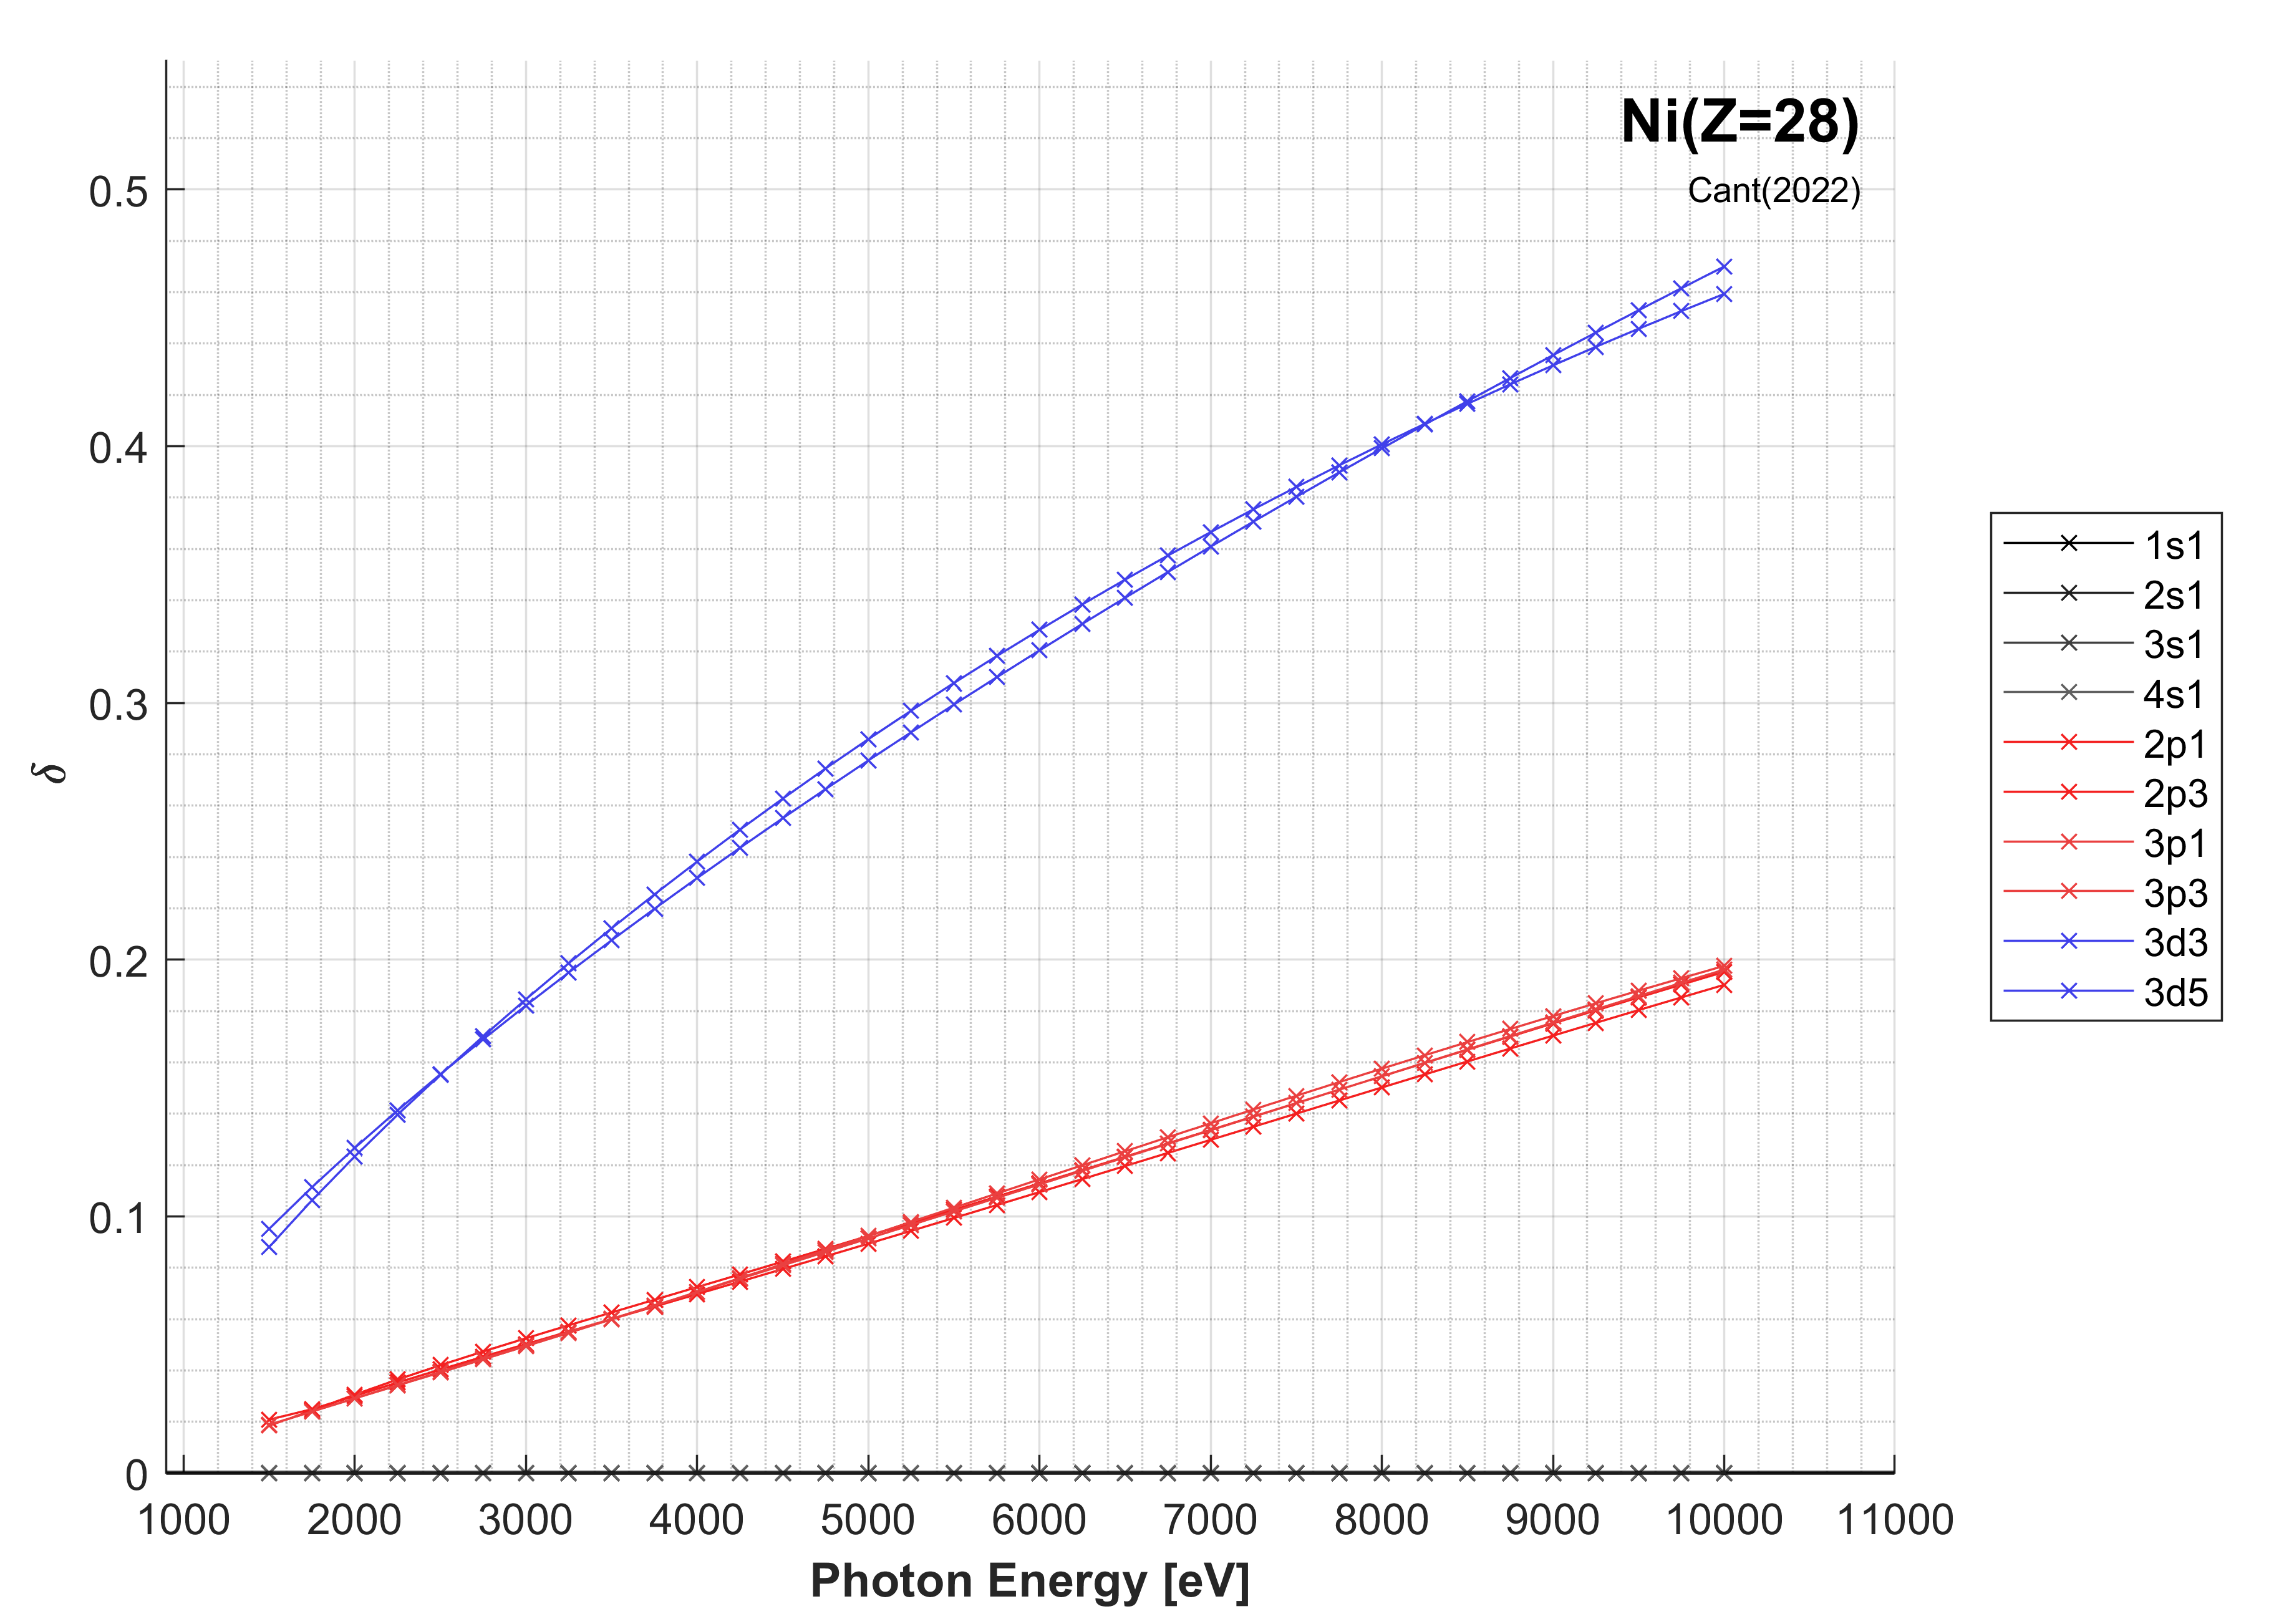 Ni(Z=28)
Cant(2022)
0.5
0.4
0.3
0.2
0.1
0
δ
1000 2000 3000 4000 5000 6000 7000 8000 9000 10000 11000
Photon Energy [eV]
1s1
2s1
3s1
4s1
2p1
2p3
3p1
3p3
3d3
3d5